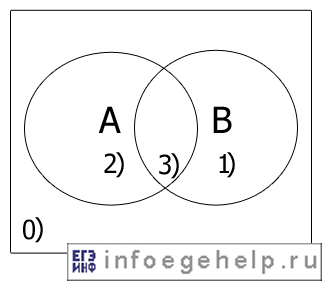 A B
2) 3) 1)
0)
ЕГЭ
ИНФ
infoegehelp.ru